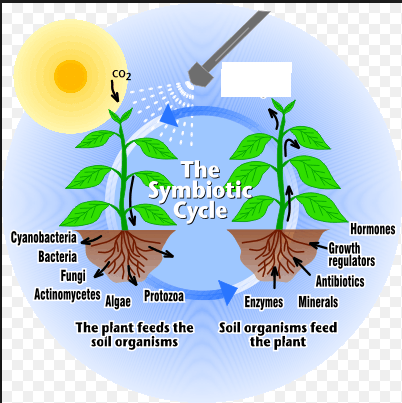 CO2
The
Symbiotic
Cycle
Cyanobacteria
Bacteria
Fungi
Actinomycetes
Algae
Protozoa
Hormones
Growth
regulators
Antibiotics
Enzymes
Minerals
The plant feeds the
soil organisms
Soil organisms feed
the plant